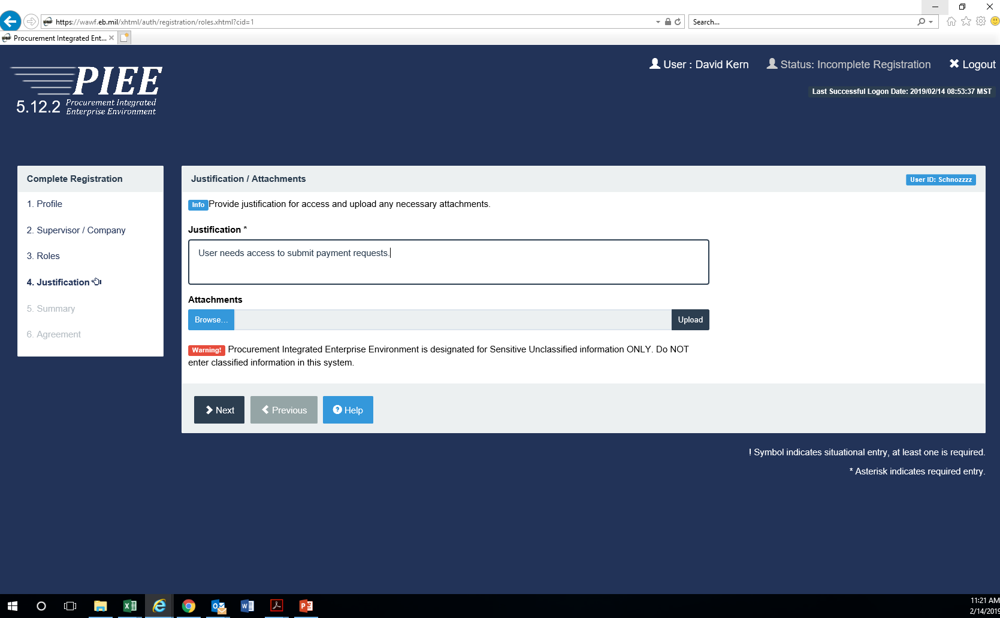 https://wawf.eb.mil/xhtml/auth/registration/roles.xhtml?cid=1
Search...
Procurement Integrated Ent...
User : David Kern
Status: Incomplete Registration
Logout
Last Successful Logon Date: 2019/02/14 08:53:37 MST
PIEE
5.12.2
Procurement Integrated
Enterprise Environment
Complete Registration
1. Profile
2. Supervisor / Company
3. Roles
4. Justification
5. Summary
6. Agreement
Justification / Attachments
User ID: Schnozzzz
Info Provide justification for access and upload any necessary attachments.
Justification *
User needs access to submit payment requests.
Attachments
Browse...
Upload
Warning! Procurement Integrated Enterprise Environment is designated for Sensitive Unclassified information ONLY. Do NOT
enter classified information in this system.
Next
Previous
Help
! Symbol indicates situational entry, at least one is required.
* Asterisk indicates required entry.
11:21 AM
2/14/2019